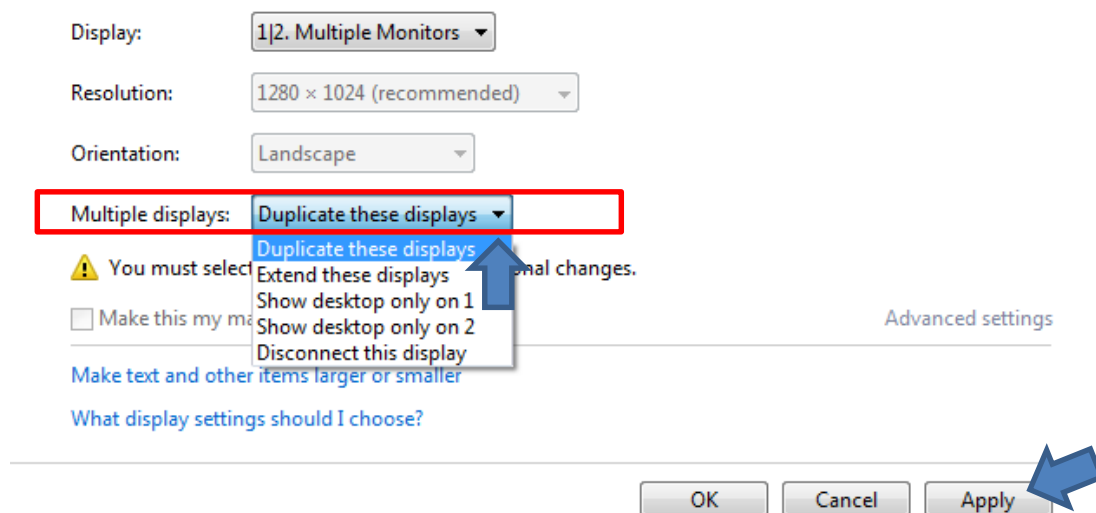 Display: 1|2. Multiple Monitors
Resolution: 1280 × 1024 (recommended)
Orientation: Landscape
Multiple displays: Duplicate these displays
Duplicate these displays
You must select nal changes.
Extend these displays
Show desktop only on 1
Make this my ma Advanced settings
Show desktop only on 2
Disconnect this display
Make text and other items larger or smaller
What display settings should I choose?
OK Cancel Apply